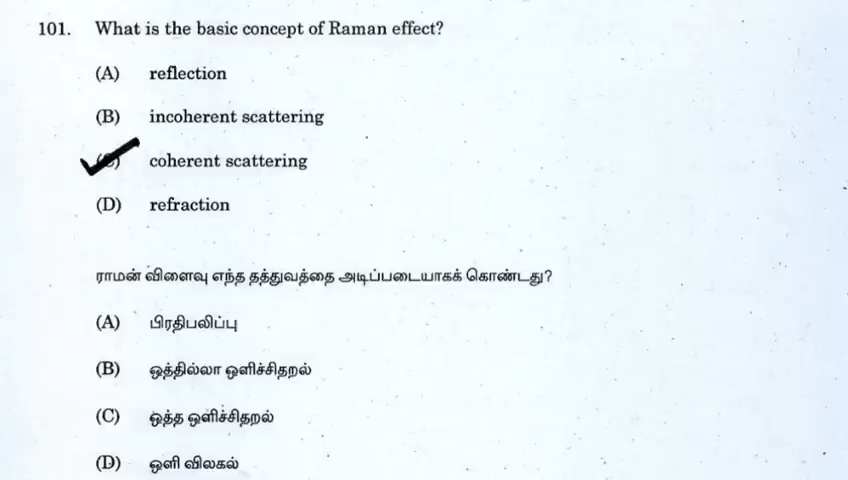 101. What is the basic concept of Raman effect?
(A) reflection
(B) incoherent scattering
(C) coherent scattering
(D) refraction
ராமன் விளைவு எந்த தத்துவத்தை அடிப்படையாகக் கொண்டது?
(A) பிரதிபலிப்பு
(B) ஒத்தில்லா ஒளிச்சிதறல்
(C) ஒத்த ஒளிச்சிதறல்
(D) ஒளி விலகல்